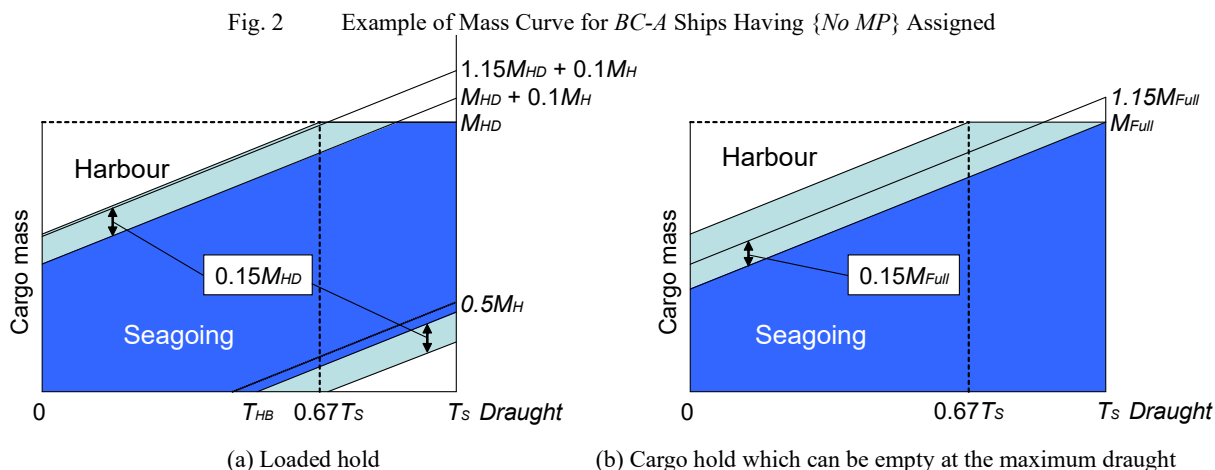 Fig. 2 Example of Mass Curve for BC-A Ships Having {No MP} Assigned
1.15MHD + 0.1MH
MHD + 0.1MH
MHD
Harbour
0.15MHD
0.5MH
Seagoing
Cargo mass
0 THB 0.67TS TS Draught
(a) Loaded hold
1.15MFull
MFull
Harbour
0.15MFull
Seagoing
Cargo mass
0 0.67TS TS Draught
(b) Cargo hold which can be empty at the maximum draught